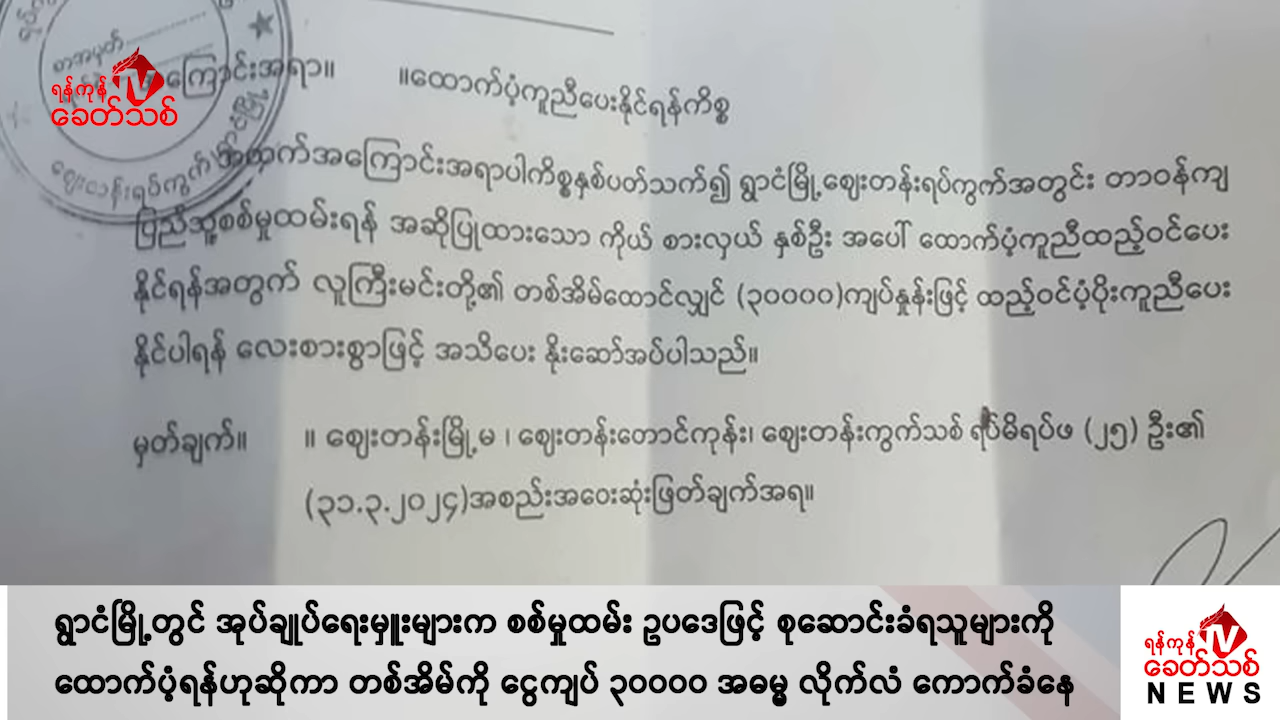 စာအမှတ်
ရန်ကုန်
ခေတ်သစ်
ဈေးတန်းရပ်ကွက်
ကြောင်းအရာ။ ။ထောက်ပံ့ကူညီပေးနိုင်ရန်ကိစ္စ
အထက်အကြောင်းအရာပါကိစ္စနှစ်ပတ်သက်၍ ရွာငံမြို့ဈေးတန်းရပ်ကွက်အတွင်း တာဝန်ကျ
ပြည်သူ့စစ်မှုထမ်းရန် အဆိုပြုထားသော ကိုယ် စားလှယ် နှစ်ဦး အပေါ် ထောက်ပံ့ကူညီထည့်ဝင်ပေး
နိုင်ရန်အတွက် လူကြီးမင်းတို့၏ တစ်အိမ်ထောင်လျှင် (၃၀၀၀၀)ကျပ်နှုန်းဖြင့် ထည့်ဝင်ပံ့ပိုးကူညီပေး
နိုင်ပါရန် လေးစားစွာဖြင့် အသိပေး နိုးဆော်အပ်ပါသည်။
မှတ်ချက်။ ။ ဈေးတန်းမြို့မ ၊ ဈေးတန်းတောင်ကုန်း၊ ဈေးတန်းကွက်သစ် ရပ်မိရပ်ဖ (၂၅) ဦး၏
(၃၁.၃.၂၀၂၄)အစည်းအဝေးဆုံးဖြတ်ချက်အရ။
ရွာငံမြို့တွင် အုပ်ချုပ်ရေးမှူးများက စစ်မှုထမ်း ဥပဒေဖြင့် စုဆောင်းခံရသူများကို
ထောက်ပံ့ရန်ဟုဆိုကာ တစ်အိမ်ကို ငွေကျပ် ၃၀၀၀၀ အဓမ္မ လိုက်လံ ကောက်ခံနေ
ရန်ကုန် TV
ခေတ်သစ်
NEWS